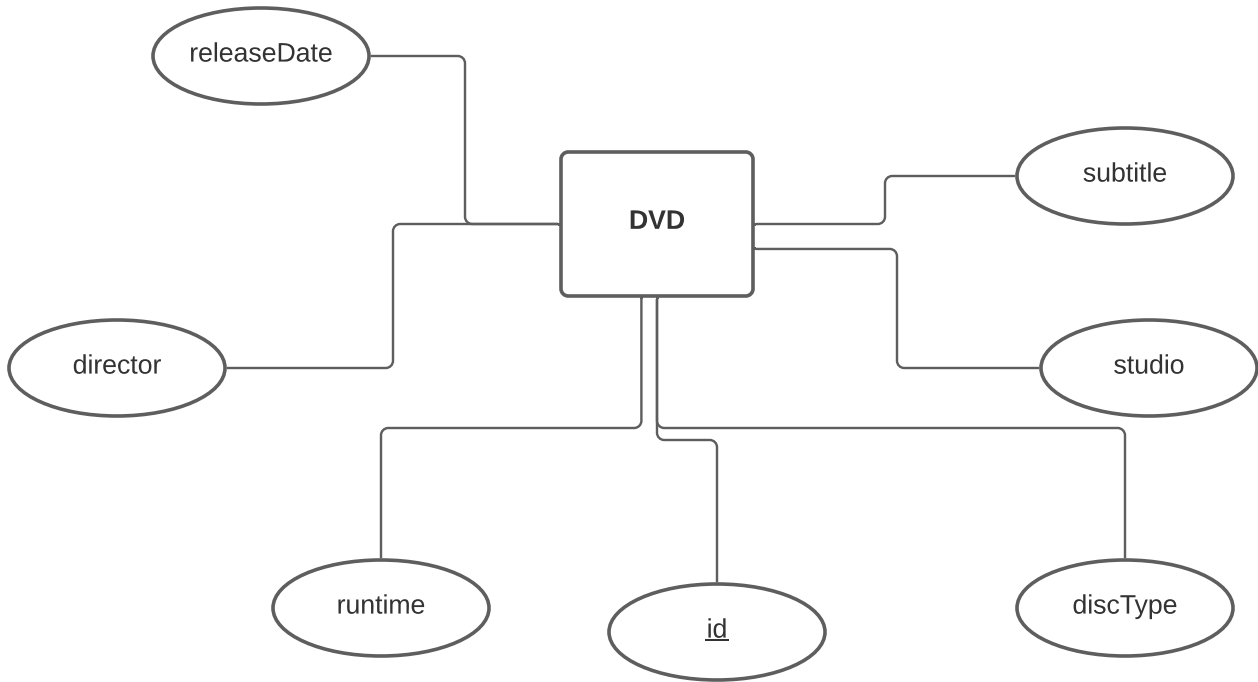 releaseDate
subtitle
DVD
director
studio
runtime
id
discType